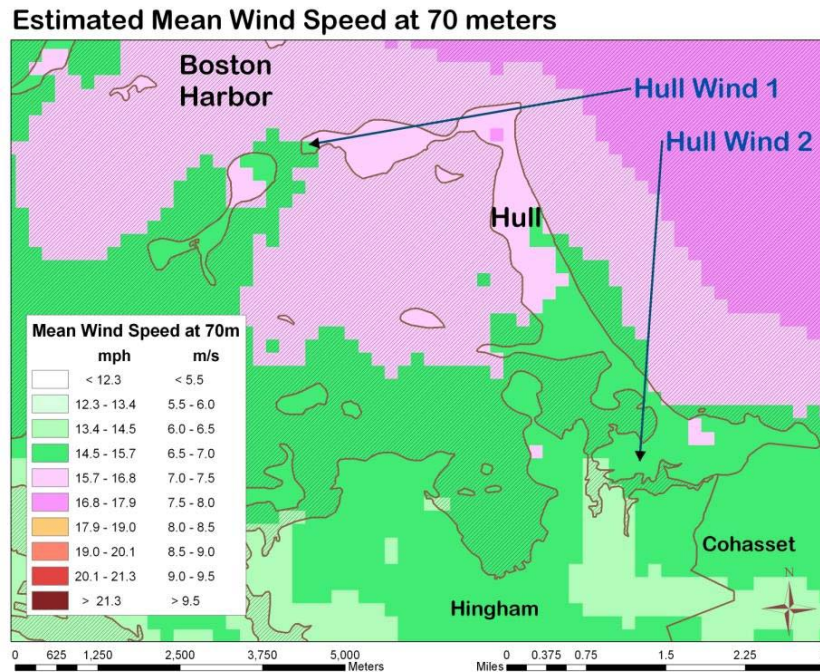 Estimated Mean Wind Speed at 70 meters
Boston
Harbor
Hull Wind 1
Hull Wind 2
Hull
Mean Wind Speed at 70m
mph m/s
< 12.3 < 5.5
12.3 - 13.4 5.5 - 6.0
13.4 - 14.5 6.0 - 6.5
14.5 - 15.7 6.5 - 7.0
15.7 - 16.8 7.0 - 7.5
16.8 - 17.9 7.5 - 8.0
17.9 - 19.0 8.0 - 8.5
19.0 - 20.1 8.5 - 9.0
20.1 - 21.3 9.0 - 9.5
> 21.3 > 9.5
Cohasset
N
Hingham
0 625 1,250 2,500 3,750 5,000
Meters
0 0.375 0.75 1.5 2.25
Miles